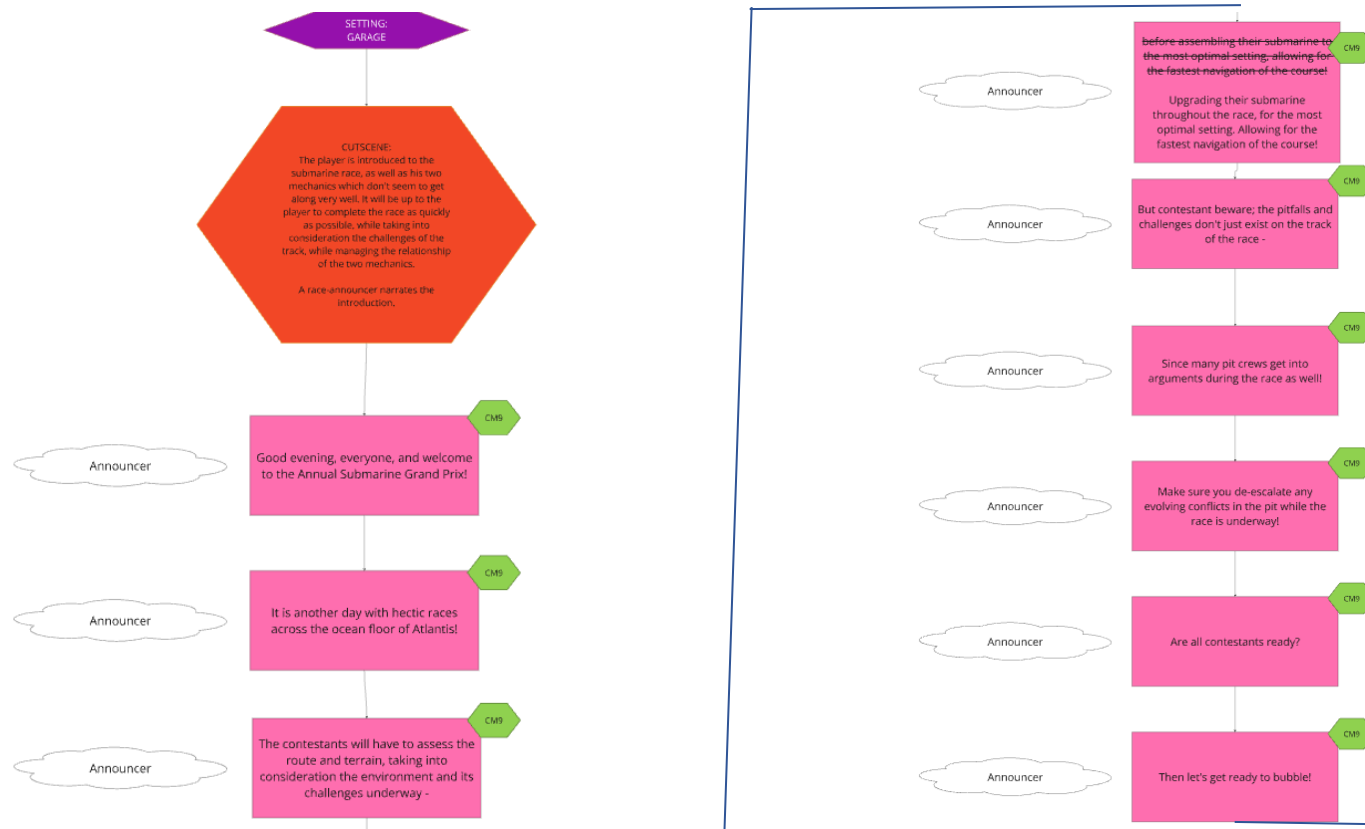 SETTING:
GARAGE
CUTSCENE:
The player is introduced to the
submarine race, as well as his two
mechanics which don't seem to get
along very well. It will be up to the
player to complete the race as quickly
as possible, while taking into
consideration the challenges of the
track, while managing the relationship
of the two mechanics.
A race-announcer narrates the
introduction.
CM9
Announcer
Good evening, everyone, and welcome
to the Annual Submarine Grand Prix!
CM9
Announcer
It is another day with hectic races
across the ocean floor of Atlantis!
CM9
Announcer
The contestants will have to assess the
route and terrain, taking into
consideration the environment and its
challenges underway -
CM9
Announcer
before assembling their submarine to
the most optimal setting, allowing for
the fastest navigation of the course!
Upgrading their submarine
throughout the race, for the most
optimal setting. Allowing for the
fastest navigation of the course!
CM9
Announcer
But contestant beware; the pitfalls and
challenges don't just exist on the track
of the race -
CM9
Announcer
Since many pit crews get into
arguments during the race as well!
CM9
Announcer
Make sure you de-escalate any
evolving conflicts in the pit while the
race is underway!
CM9
Announcer
Are all contestants ready?
CM9
Announcer
Then let's get ready to bubble!